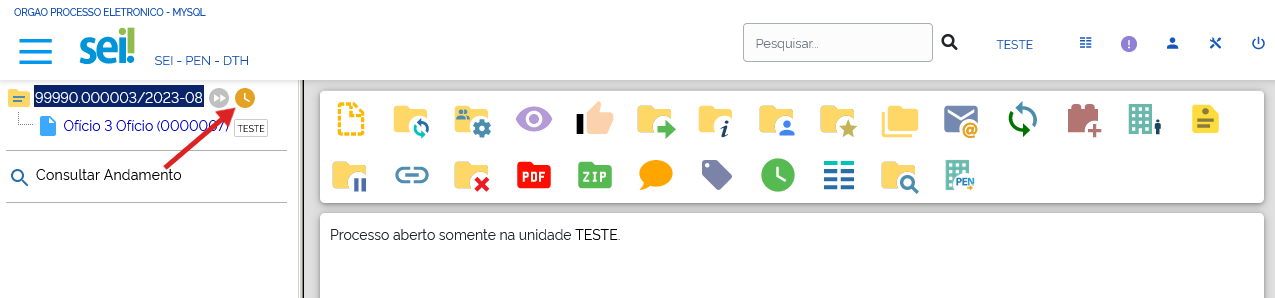 ORGAO PROCESSO ELETRONICO - MYSQL
sei!
SEI - PEN - DTH
Pesquisar...
TESTE
99990.000003/2023-08
Ofício 3 Ofício (0000007)
TESTE
Consultar Andamento
PDF
ZIP
PEN
Processo aberto somente na unidade TESTE.